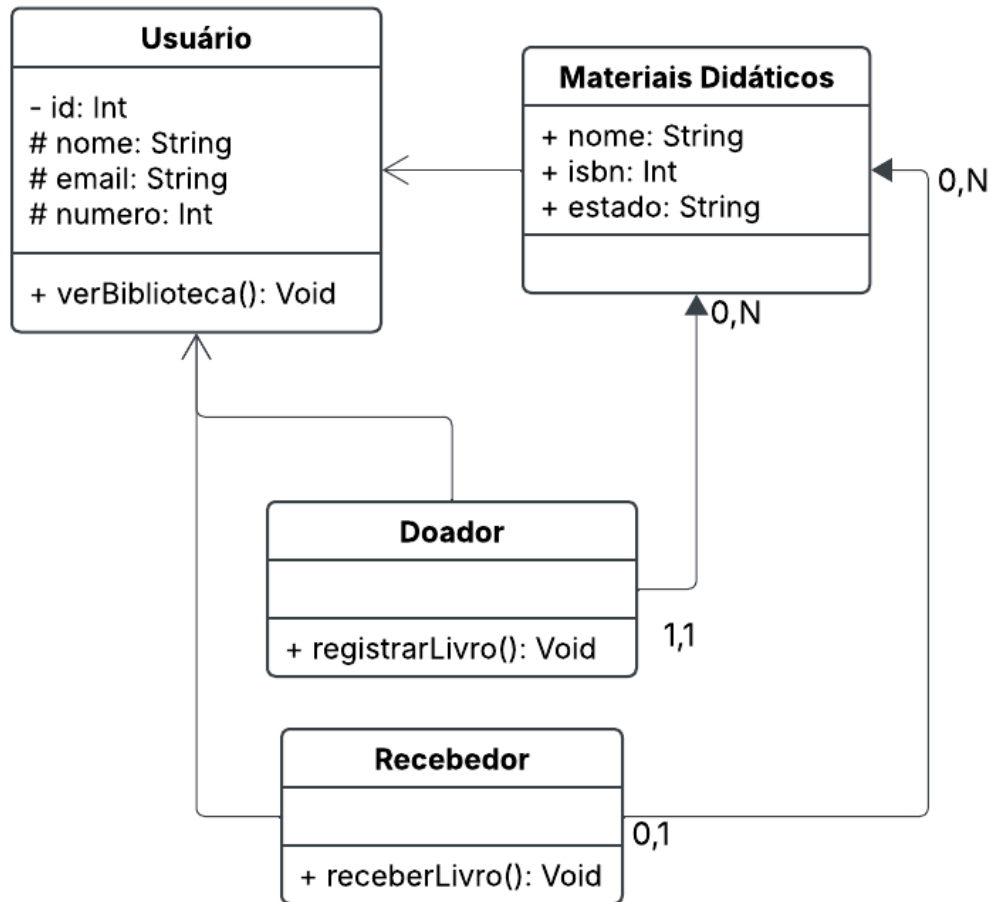 Usuário
- id: Int
# nome: String
# email: String
# numero: Int
+ verBiblioteca(): Void
Materiais Didáticos
+ nome: String
+ isbn: Int
+ estado: String
0,N
0,N
Doador
+ registrarLivro(): Void
1,1
Recebedor
+ receberLivro(): Void
0,1